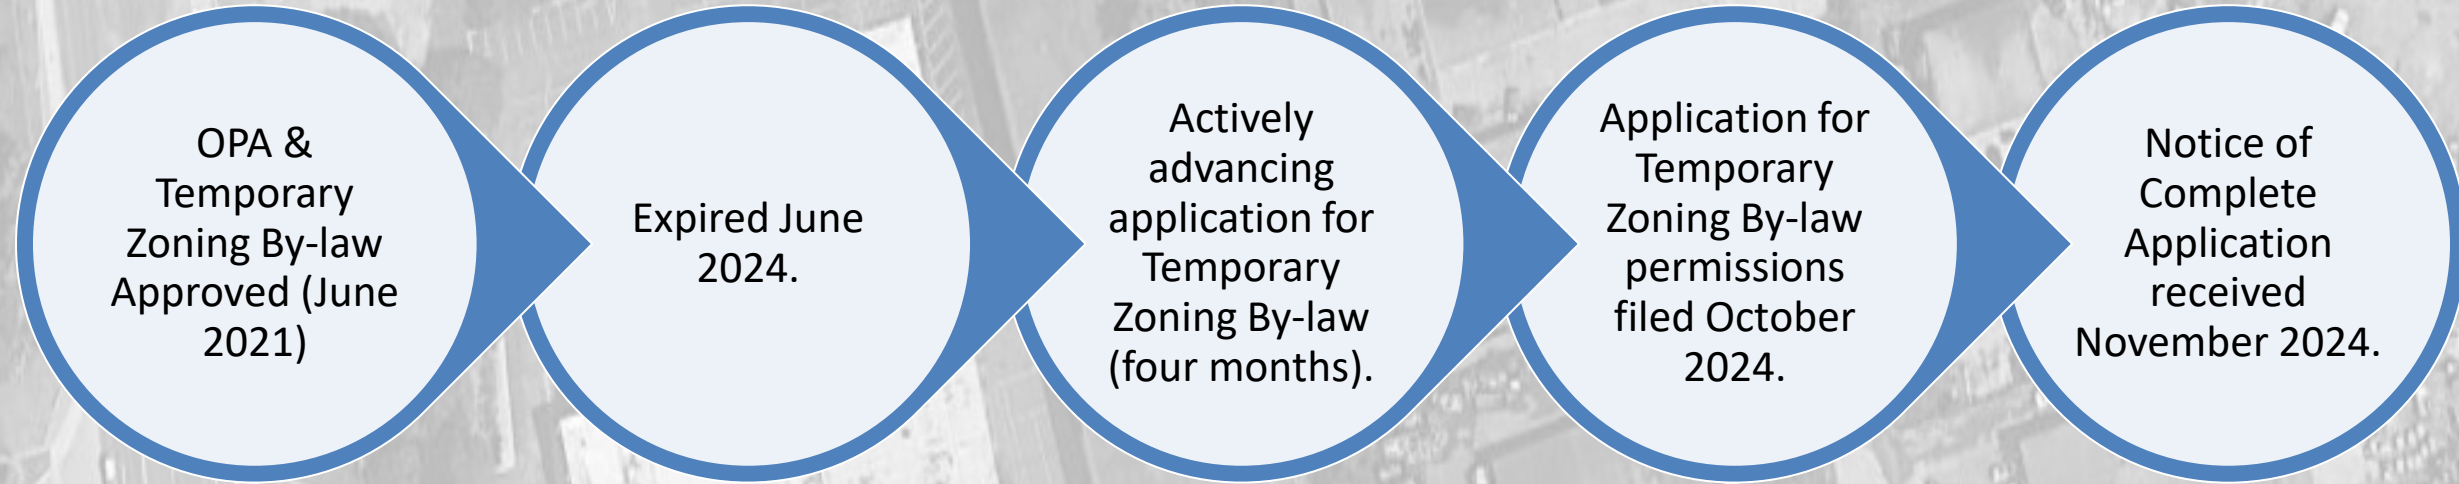 OPA &
Temporary
Zoning By-law
Approved (June
2021)
Expired June
2024.
Actively
advancing
application for
Temporary
Zoning By-law
(four months).
Application for
Temporary
Zoning By-law
permissions
filed October
2024.
Notice of
Complete
Application
received
November 2024.